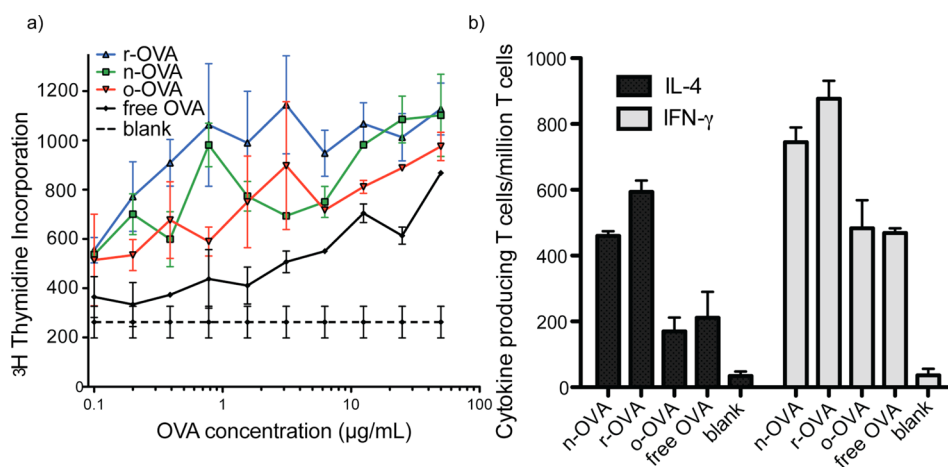 a)
r-OVA
n-OVA
o-OVA
free OVA
blank
3H Thymidine Incorporation
1200
1000
800
600
400
200
0
0.1
1
10
100
OVA concentration (µg/mL)
b)
IL-4
IFN-γ
Cytokine producing T cells/million T cells
1000
800
600
400
200
0
n-OVA
r-OVA
o-OVA
free OVA
blank
n-OVA
r-OVA
o-OVA
free OVA
blank